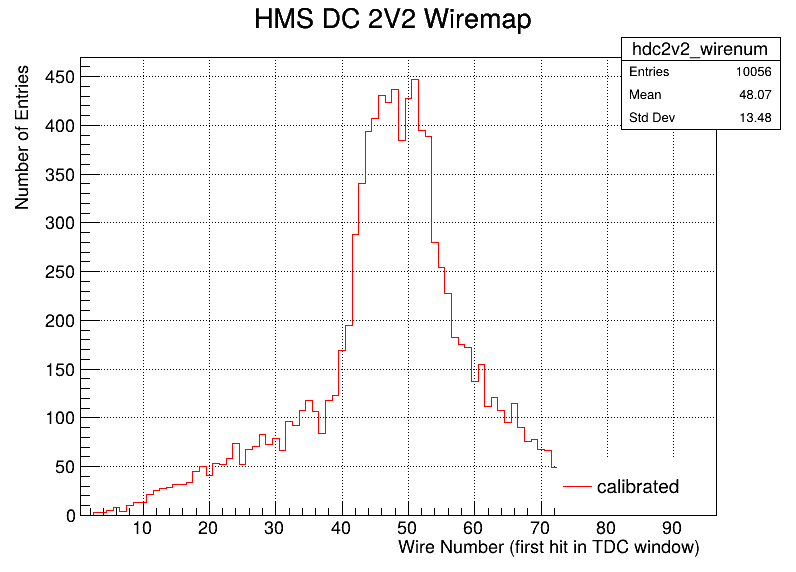 HMS DC 2V2 Wiremap
hdc2v2_wirenum
Entries 10056
Mean 48.07
Std Dev 13.48
Number of Entries
450
400
350
300
250
200
150
100
50
0
10 20 30 40 50 60 70 80 90
calibrated
Wire Number (first hit in TDC window)